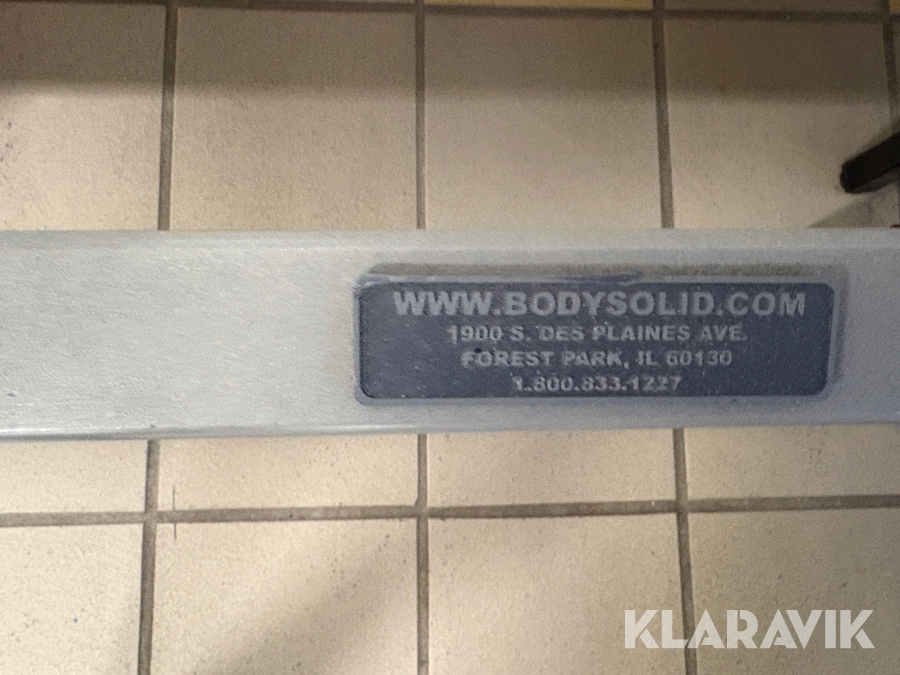 WWW.BODYSOLID.COM
1900 S. DES PLAINES AVE.
FOREST PARK, IL 60130
1.800.833.1227
KLARAVIK